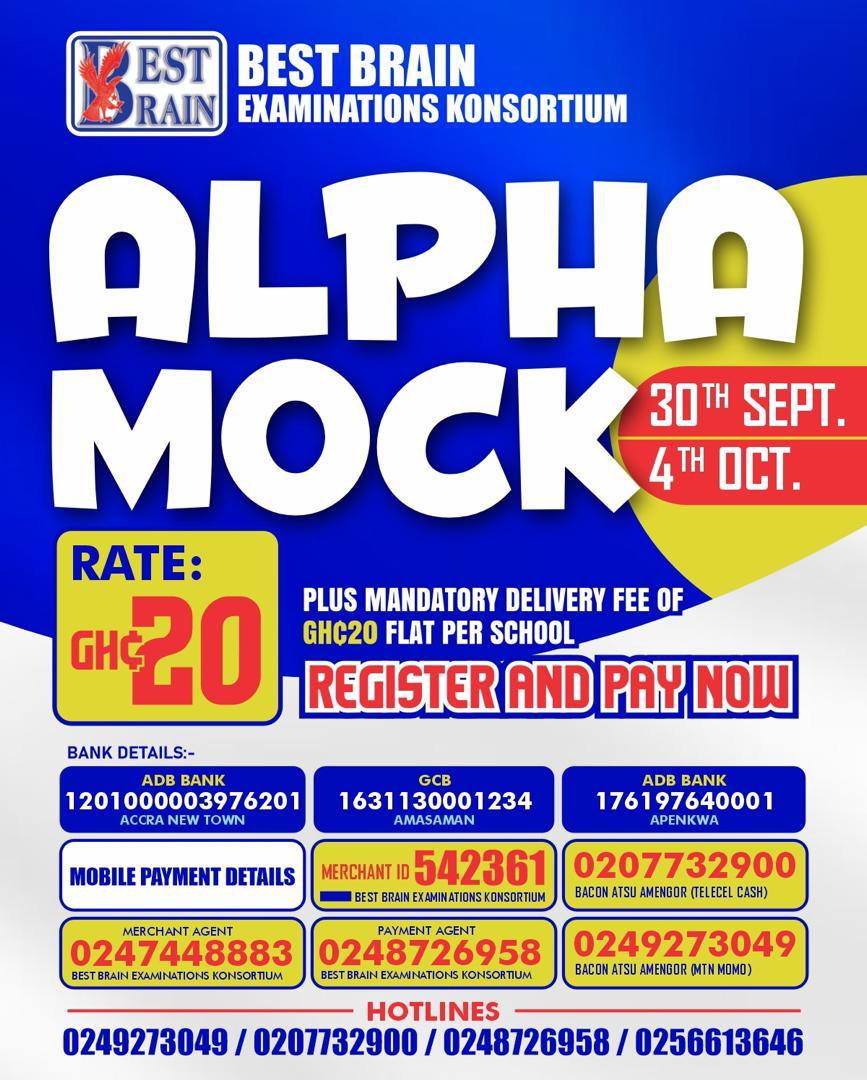 BEST
BRAIN
BEST BRAIN
EXAMINATIONS KONSORTIUM
ALPHA
MOCK
30TH SEPT.
4TH OCT.
RATE:
GH₵20
PLUS MANDATORY DELIVERY FEE OF
GH₵20 FLAT PER SCHOOL
REGISTER AND PAY NOW
BANK DETAILS:-
ADB BANK
1201000003976201
ACCRA NEW TOWN
GCB
1631130001234
AMASAMAN
ADB BANK
176197640001
APENKWA
MOBILE PAYMENT DETAILS
MERCHANT ID 542361
BEST BRAIN EXAMINATIONS KONSORTIUM
0207732900
BACON ATSU AMENGOR (TELECEL CASH)
MERCHANT AGENT
0247448883
BEST BRAIN EXAMINATIONS KONSORTIUM
PAYMENT AGENT
0248726958
BEST BRAIN EXAMINATIONS KONSORTIUM
0249273049
BACON ATSU AMENGOR (MTN MOMO)
HOTLINES
0249273049 / 0207732900 / 0248726958 / 0256613646